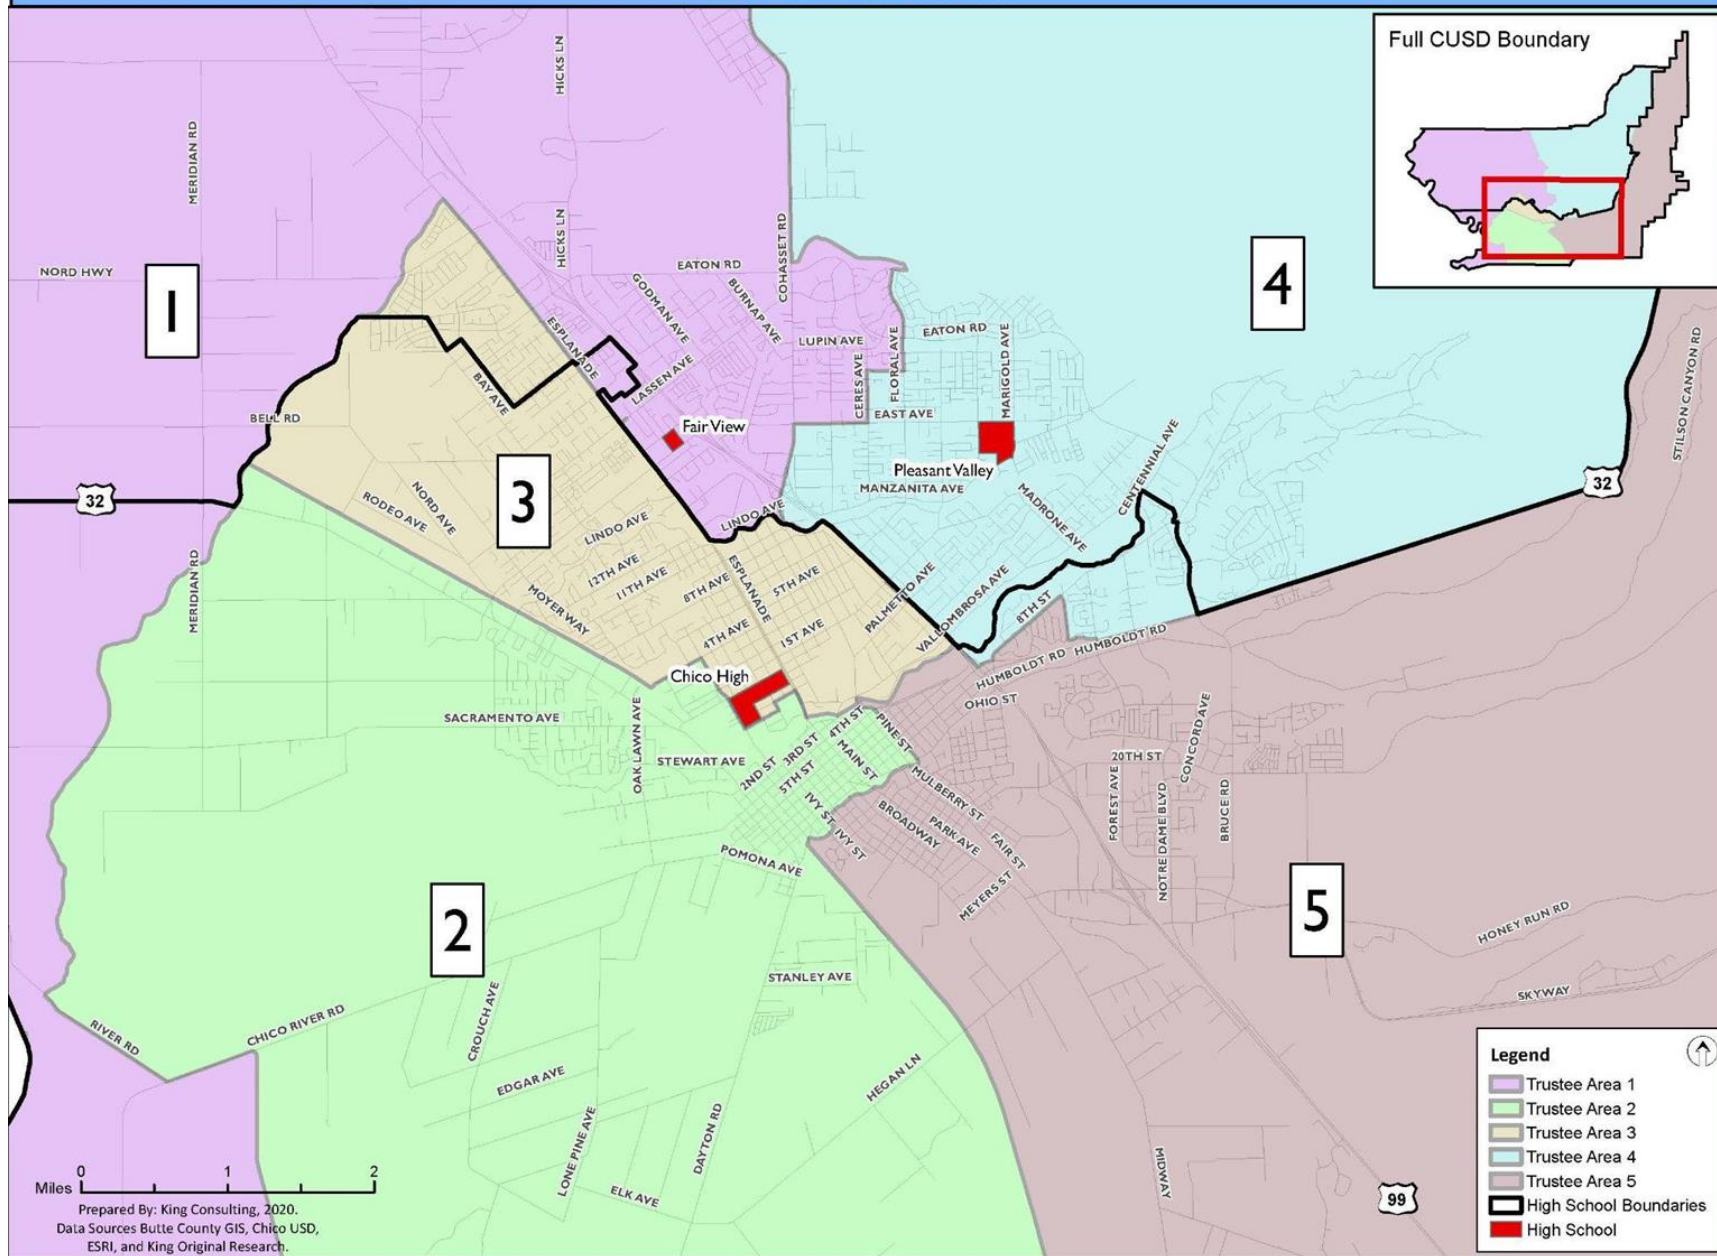 Full CUSD Boundary
HICKS LN
MERIDIAN RD
HICKS LN
COHASSET RD
NORD HWY
EATON RD
1
4
GODMAN AVE
BURNAP AVE
ESPLANADE
LUPIN AVE
EATON RD
FLORAL AVE
MARIGOLD AVE
CERES AVE
LASSEN AVE
BAY AVE
STILSON CANYON RD
BELL RD
EAST AVE
Fair View
CENTENNIAL AVE
Pleasant Valley
32
3
MANZANITA AVE
32
RODEO AVE
NORD AVE
MADRONE AVE
LINDO AVE
LINDO AVE
MERIDIAN RD
12TH AVE
11TH AVE
8TH AVE
ESPLANADE
5TH AVE
PALMETTO AVE
VALLOMBROSA AVE
8TH ST
MOYER WAY
4TH AVE
1ST AVE
HUMBOLDT RD
HUMBOLDT RD
Chico High
OHIO ST
SACRAMENTO AVE
OAK LAWN AVE
4TH ST
PINE ST
CONCORD AVE
STEWART AVE
2ND ST
3RD ST
5TH ST
MAIN ST
20TH ST
MULBERRY ST
IVY ST
IVY ST
BROADWAY
PARK AVE
FAIR ST
FOREST AVE
NOTRE DAME BLVD
BRUCE RD
POMONA AVE
MEYERS ST
2
5
HONEY RUN RD
STANLEY AVE
SKYWAY
RIVER RD
CHICO RIVER RD
CROUCH AVE
EDGAR AVE
HEGAN LN
LONE PINE AVE
DAYTON RD
ELK AVE
MIDWAY
99
Legend
Trustee Area 1
Trustee Area 2
Trustee Area 3
Trustee Area 4
Trustee Area 5
High School Boundaries
High School
0 1 2
Miles
Prepared By: King Consulting, 2020.
Data Sources Butte County GIS, Chico USD,
ESRI, and King Original Research.